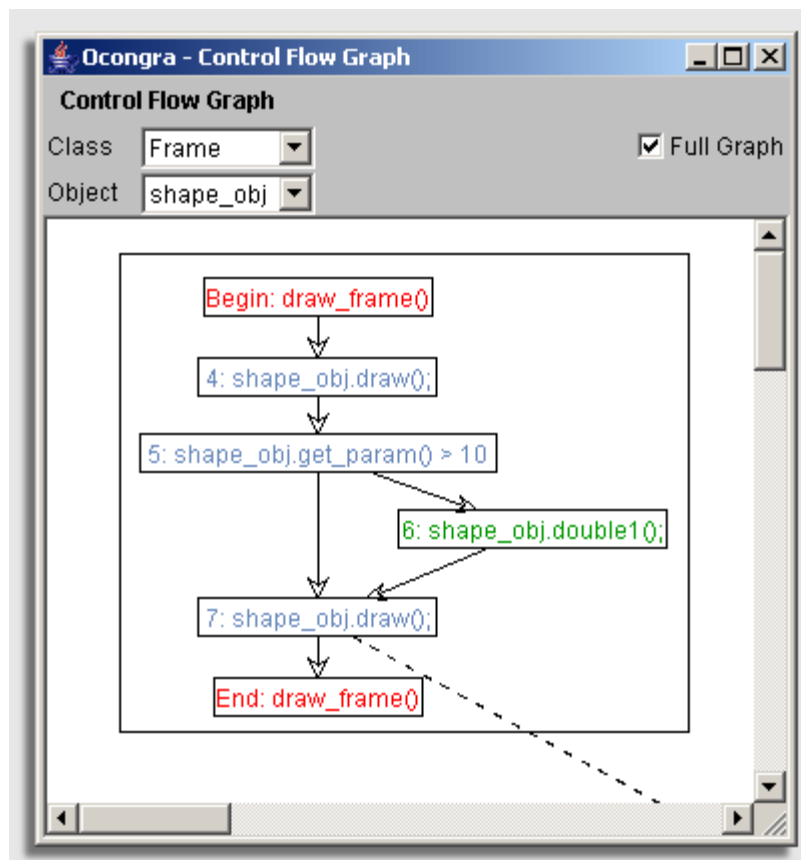 Ocongra - Control Flow Graph
Control Flow Graph
Class Frame Full Graph
Object shape_obj
Begin: draw_frame()
4: shape_obj.draw();
5: shape_obj.get_param() > 10
6: shape_obj.double1();
7: shape_obj.draw();
End: draw_frame()